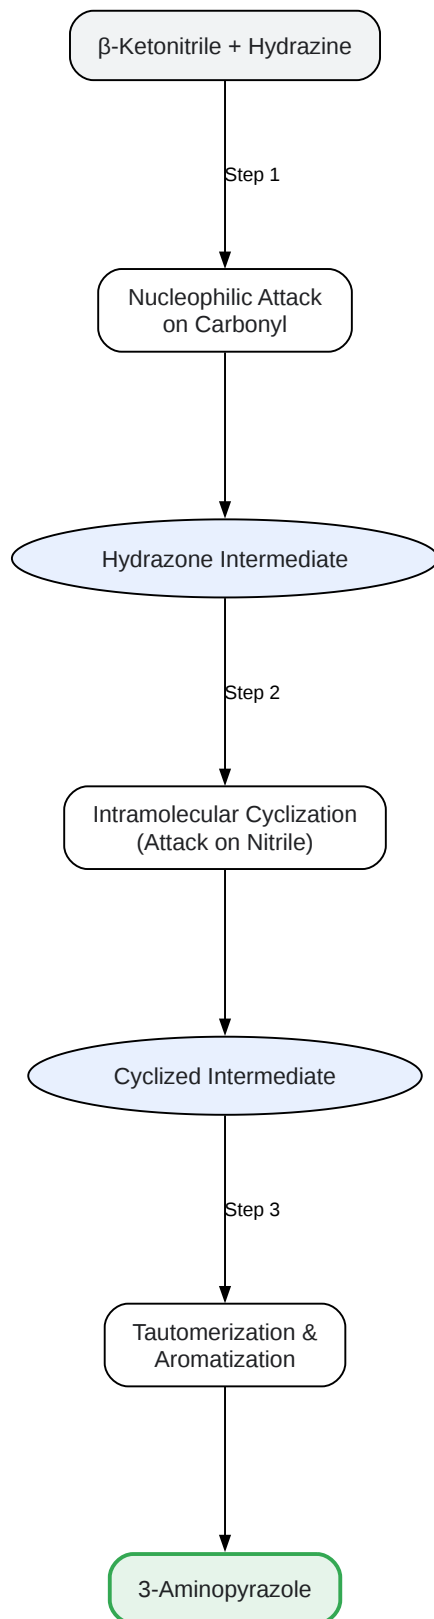 β-Ketonitrile + Hydrazine
Step 1
Nucleophilic Attack
on Carbonyl
Hydrazone Intermediate
Step 2
Intramolecular Cyclization
(Attack on Nitrile)
Cyclized Intermediate
Step 3
Tautomerization &
Aromatization
3-Aminopyrazole